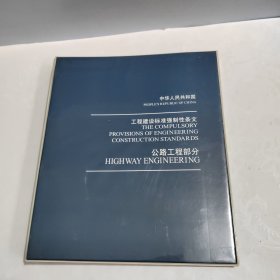 中华人民共和国
PEOPLE'S REPUBLIC OF CHINA
工程建设标准强制性条文
THE COMPULSORY
PROVISIONS OF ENGINEERING
CONSTRUCTION STANDARDS
公路工程部分
HIGHWAY ENGINEERING